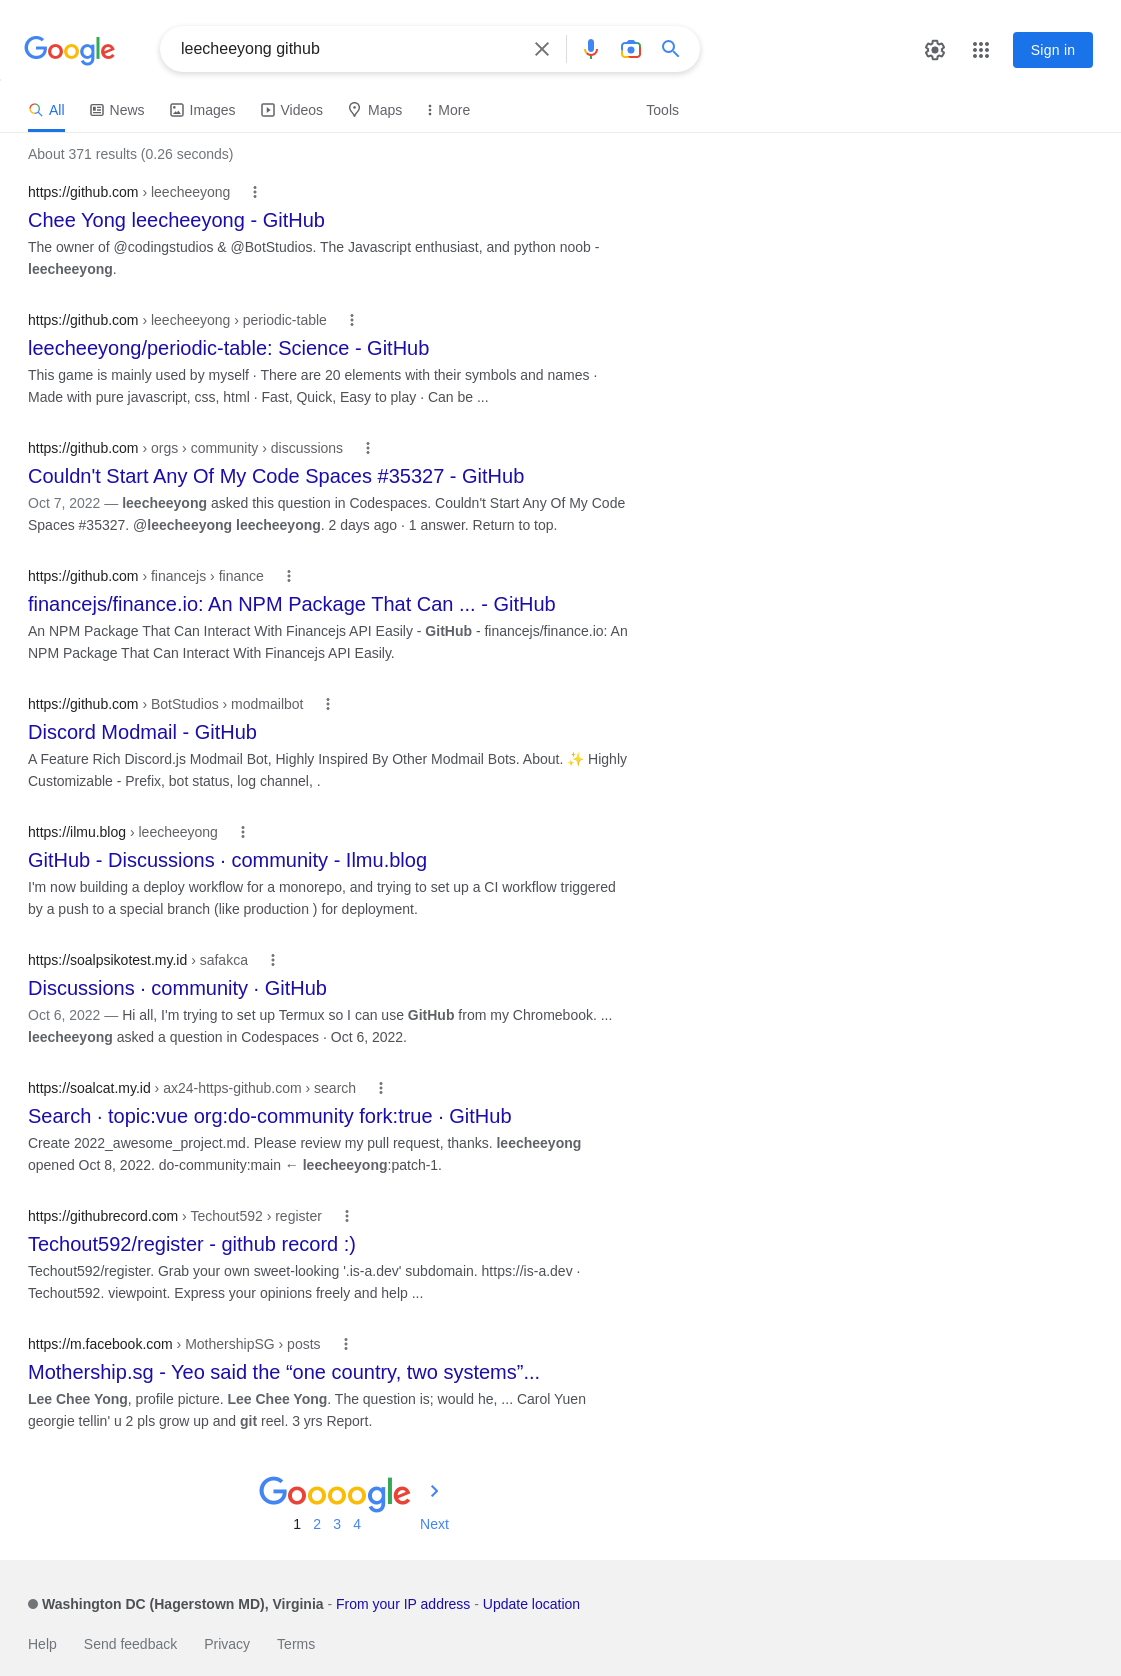 Google
leecheeyong github
Sign in
All News Images Videos Maps More Tools
About 371 results (0.26 seconds)
https://github.com › leecheeyong
Chee Yong leecheeyong - GitHub
The owner of @codingstudios & @BotStudios. The Javascript enthusiast, and python noob -
leecheeyong.
https://github.com › leecheeyong › periodic-table
leecheeyong/periodic-table: Science - GitHub
This game is mainly used by myself · There are 20 elements with their symbols and names ·
Made with pure javascript, css, html · Fast, Quick, Easy to play · Can be ...
https://github.com › orgs › community › discussions
Couldn't Start Any Of My Code Spaces #35327 - GitHub
Oct 7, 2022 — leecheeyong asked this question in Codespaces. Couldn't Start Any Of My Code
Spaces #35327. @leecheeyong leecheeyong. 2 days ago · 1 answer. Return to top.
https://github.com › financejs › finance
financejs/finance.io: An NPM Package That Can ... - GitHub
An NPM Package That Can Interact With Financejs API Easily - GitHub - financejs/finance.io: An
NPM Package That Can Interact With Financejs API Easily.
https://github.com › BotStudios › modmailbot
Discord Modmail - GitHub
A Feature Rich Discord.js Modmail Bot, Highly Inspired By Other Modmail Bots. About. ✨ Highly
Customizable - Prefix, bot status, log channel, .
https://ilmu.blog › leecheeyong
GitHub - Discussions · community - Ilmu.blog
I'm now building a deploy workflow for a monorepo, and trying to set up a CI workflow triggered
by a push to a special branch (like production ) for deployment.
https://soalpsikotest.my.id › safakca
Discussions · community · GitHub
Oct 6, 2022 — Hi all, I'm trying to set up Termux so I can use GitHub from my Chromebook. ...
leecheeyong asked a question in Codespaces · Oct 6, 2022.
https://soalcat.my.id › ax24-https-github.com › search
Search · topic:vue org:do-community fork:true · GitHub
Create 2022_awesome_project.md. Please review my pull request, thanks. leecheeyong
opened Oct 8, 2022. do-community:main ← leecheeyong:patch-1.
https://githubrecord.com › Techout592 › register
Techout592/register - github record :)
Techout592/register. Grab your own sweet-looking '.is-a.dev' subdomain. https://is-a.dev ·
Techout592. viewpoint. Express your opinions freely and help ...
https://m.facebook.com › MothershipSG › posts
Mothership.sg - Yeo said the “one country, two systems”...
Lee Chee Yong, profile picture. Lee Chee Yong. The question is; would he, ... Carol Yuen
georgie tellin' u 2 pls grow up and git reel. 3 yrs Report.
Goooogle
1 2 3 4 Next
Washington DC (Hagerstown MD), Virginia - From your IP address - Update location
Help Send feedback Privacy Terms